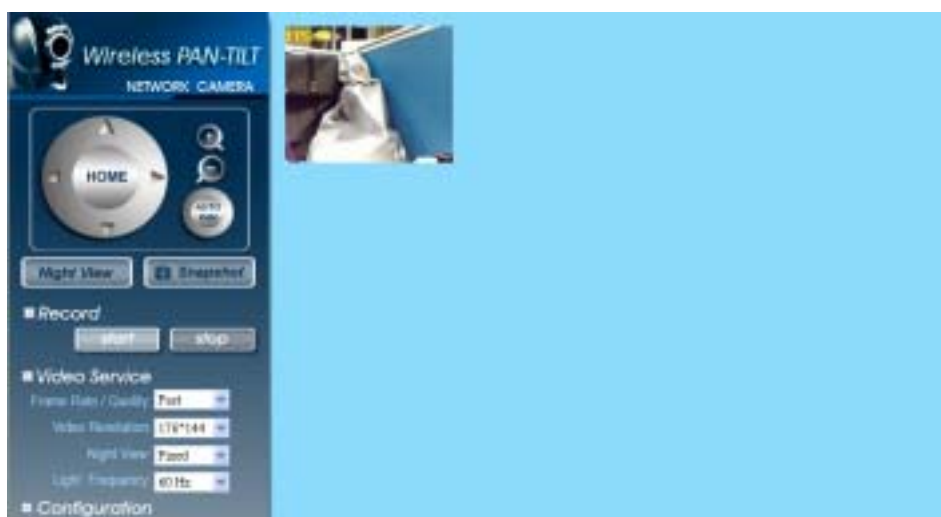 Wireless PAN-TILT
NETWORK CAMERA
HOME
AUTO
Night View
Snapshot
Record
start
stop
Video Service
Frame Rate / Quality
Video Resolution 176*144
Night View Fixed
Light Frequency 60 Hz
Configuration